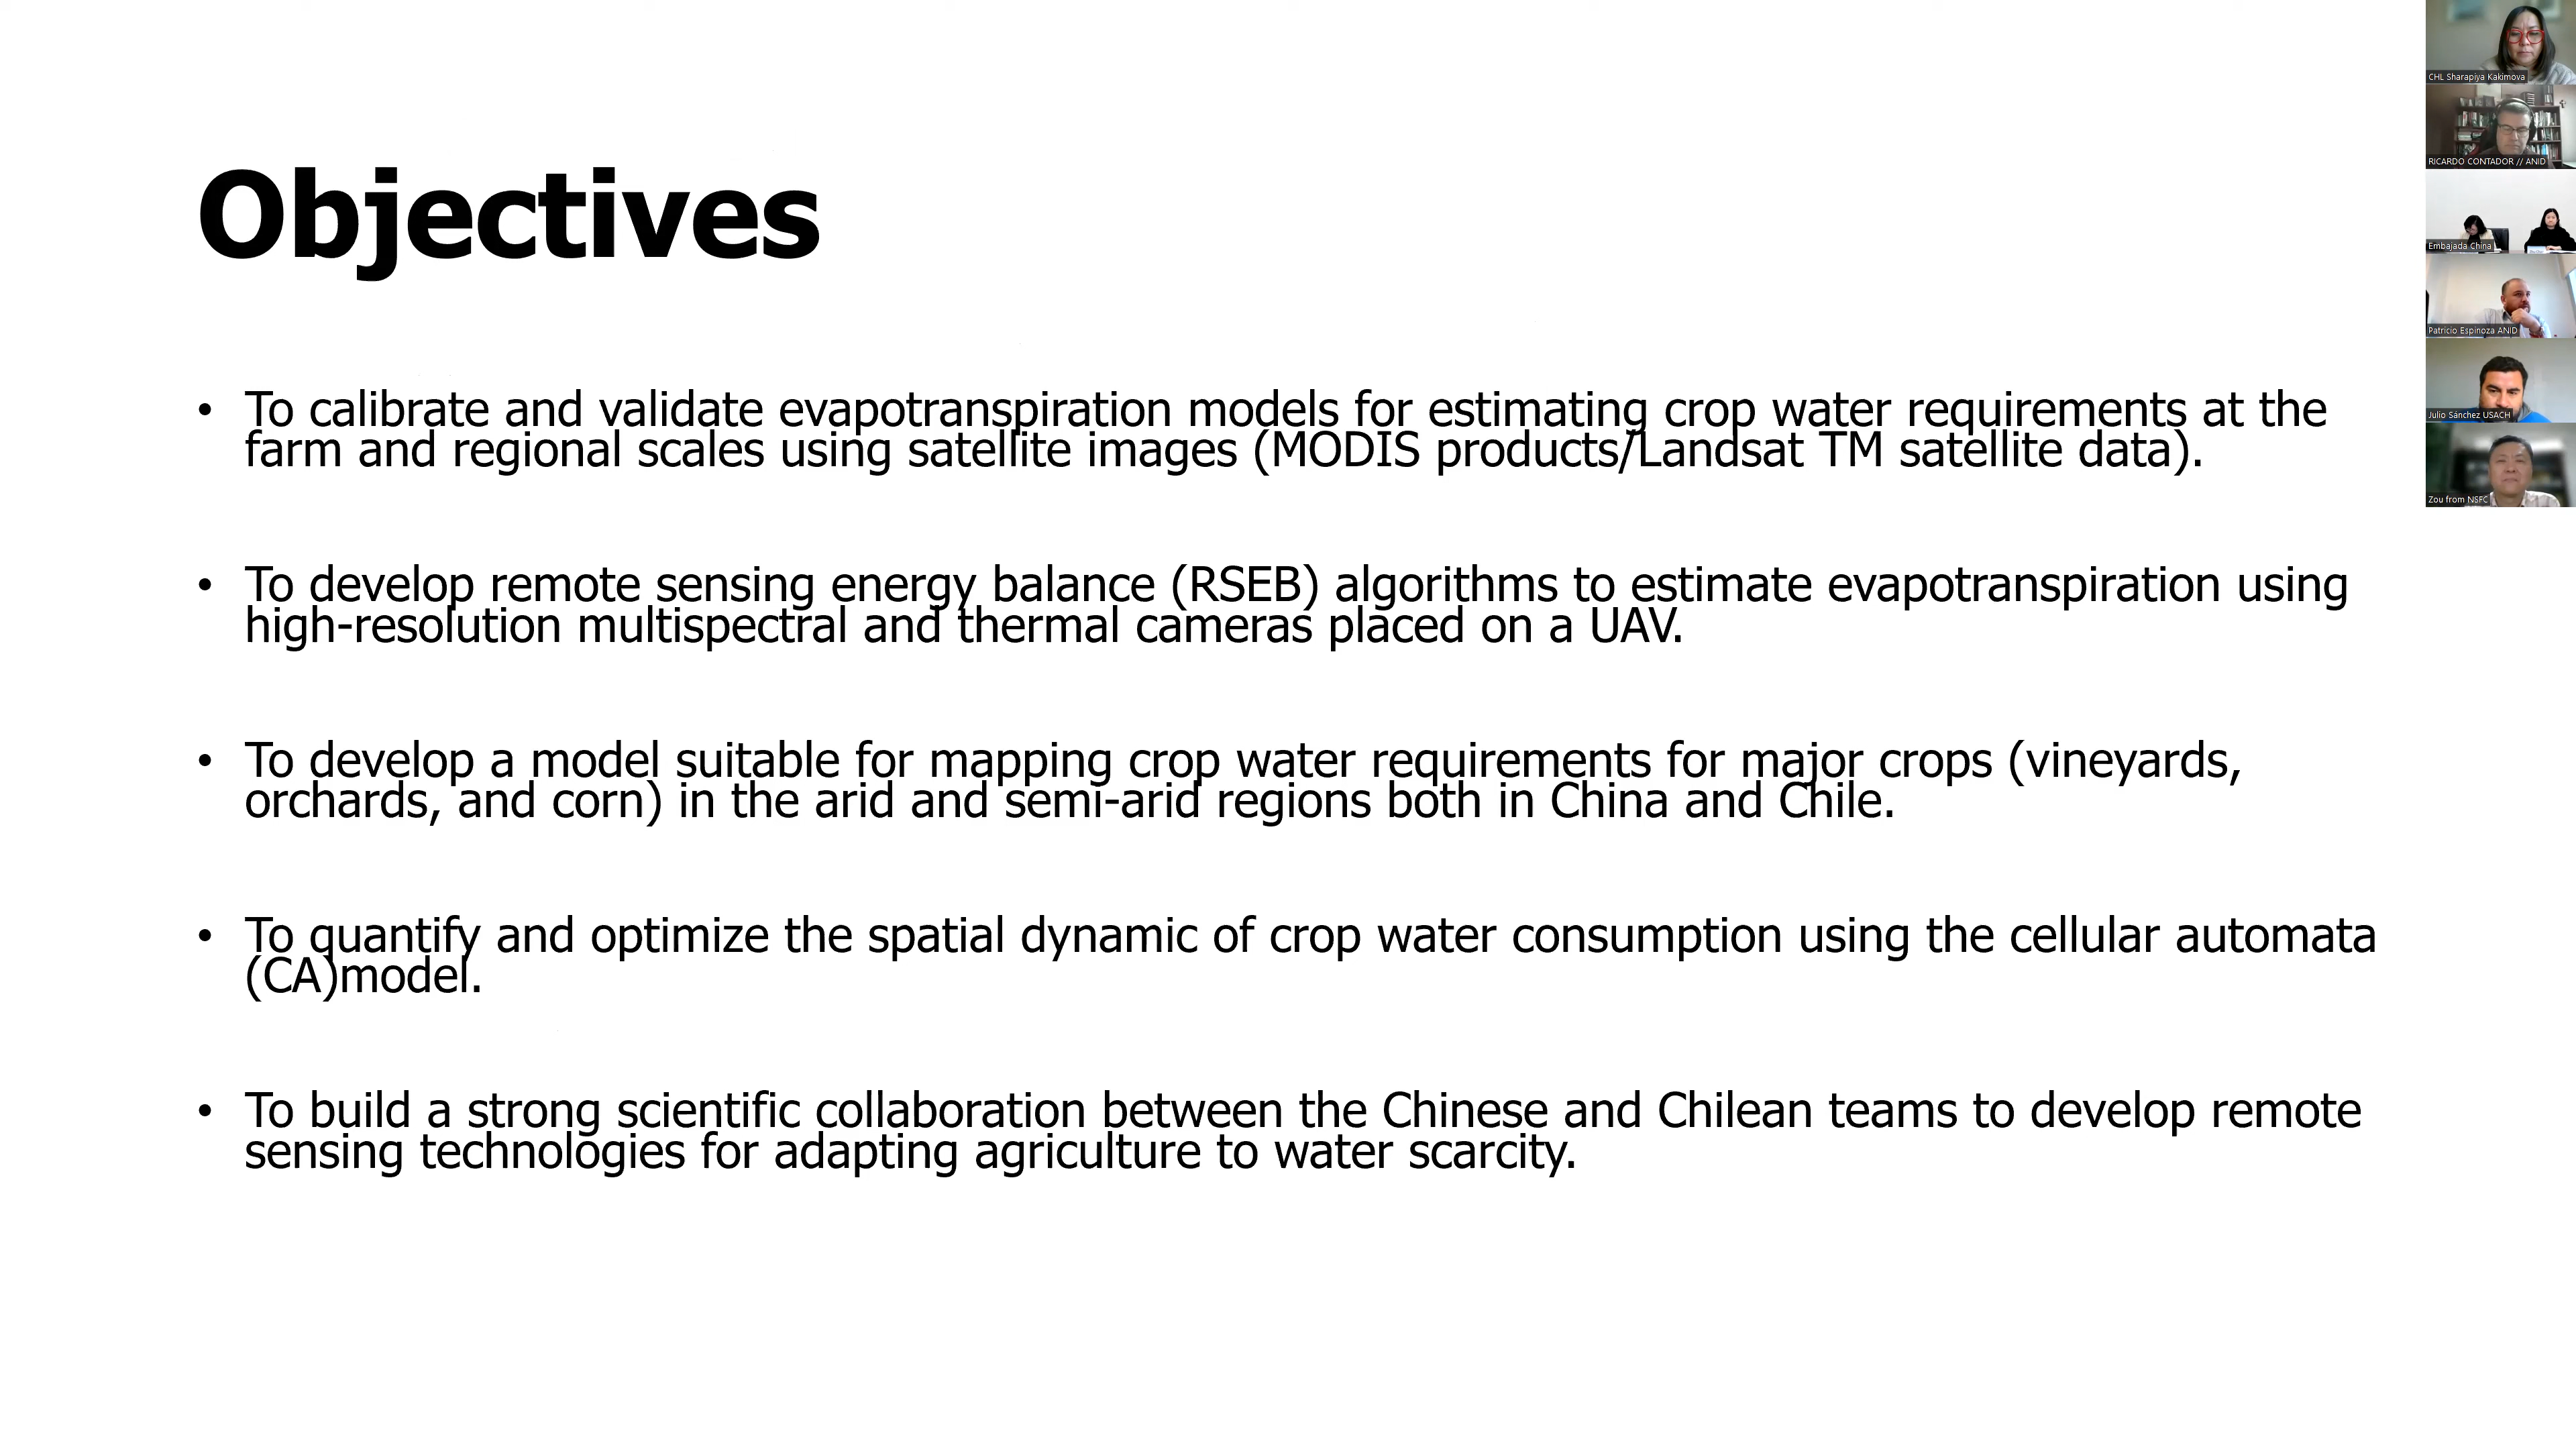 Objectives
• To calibrate and validate evapotranspiration models for estimating crop water requirements at the
farm and regional scales using satellite images (MODIS products/Landsat TM satellite data).
• To develop remote sensing energy balance (RSEB) algorithms to estimate evapotranspiration using
high-resolution multispectral and thermal cameras placed on a UAV.
• To develop a model suitable for mapping crop water requirements for major crops (vineyards,
orchards, and corn) in the arid and semi-arid regions both in China and Chile.
• To quantify and optimize the spatial dynamic of crop water consumption using the cellular automata
(CA)model.
• To build a strong scientific collaboration between the Chinese and Chilean teams to develop remote
sensing technologies for adapting agriculture to water scarcity.
CHL Sharapiya Kakimova
RICARDO CONTADOR // ANID
Embajada China
Patricio Espinoza ANID
Julio Sánchez USACH
Zou from NSFC